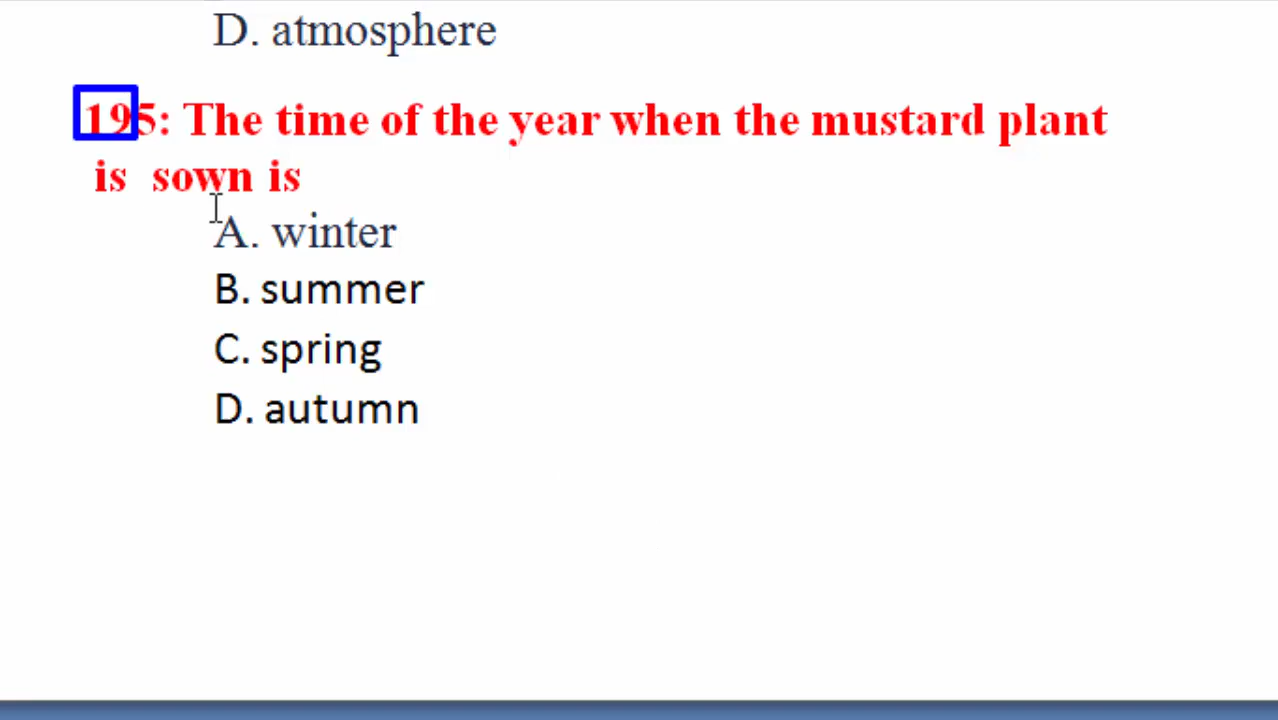 D. atmosphere
195: The time of the year when the mustard plant
is sown is
A. winter
B. summer
C. spring
D. autumn